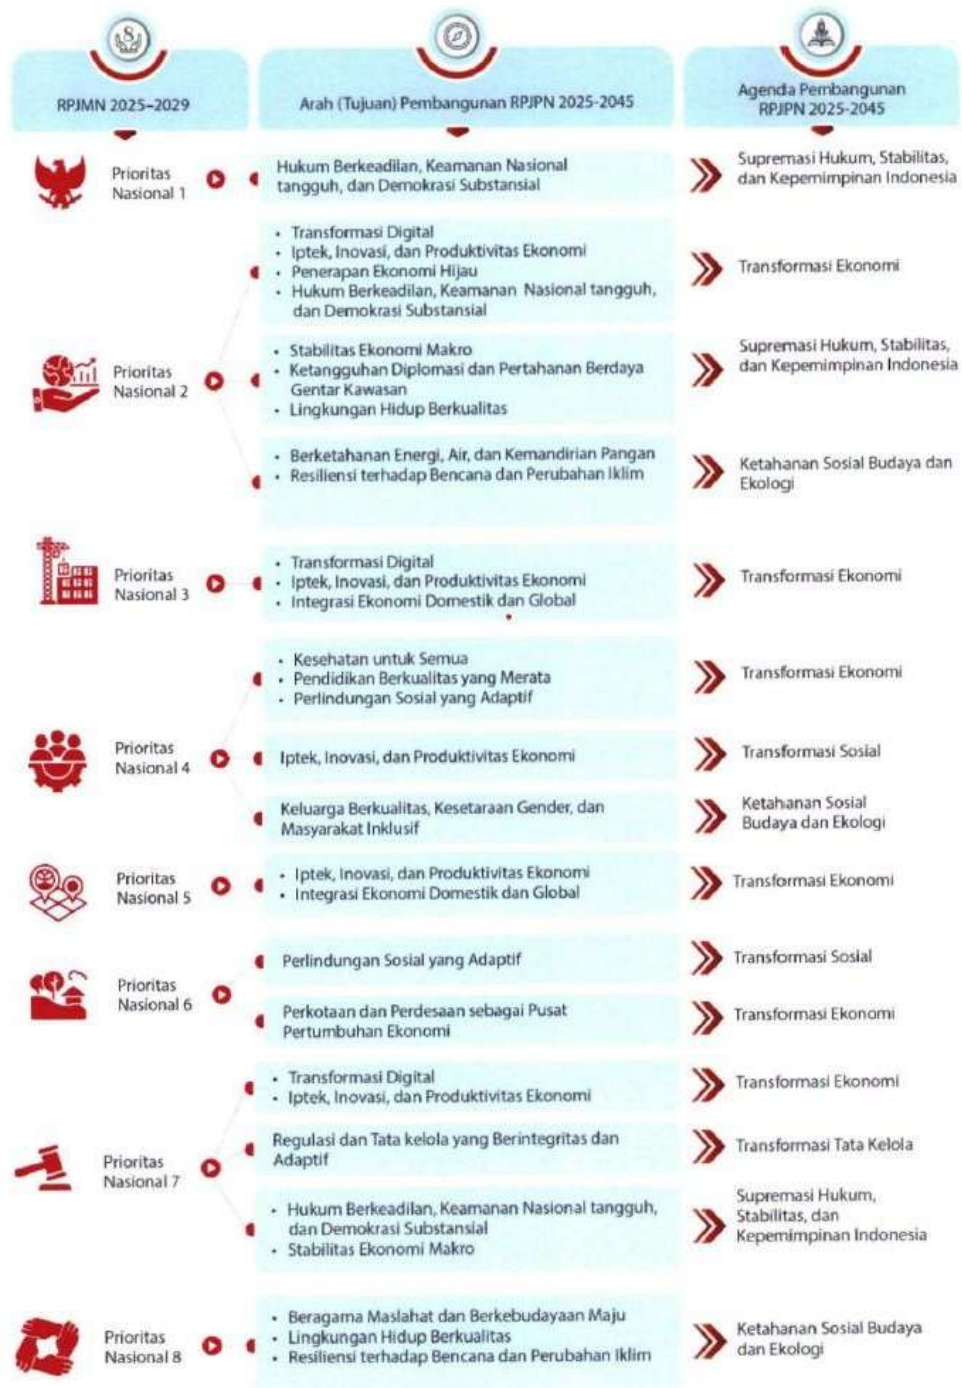 8
RPJMN 2025–2029
Arah (Tujuan) Pembangunan RPJPN 2025-2045
Agenda Pembangunan
RPJPN 2025-2045
Prioritas
Nasional 1
Hukum Berkeadilan, Keamanan Nasional
tangguh, dan Demokrasi Substansial
Supremasi Hukum, Stabilitas,
dan Kepemimpinan Indonesia
Prioritas
Nasional 2
• Transformasi Digital
• Iptek, Inovasi, dan Produktivitas Ekonomi
• Penerapan Ekonomi Hijau
• Hukum Berkeadilan, Keamanan Nasional tangguh,
dan Demokrasi Substansial
Transformasi Ekonomi
• Stabilitas Ekonomi Makro
• Ketangguhan Diplomasi dan Pertahanan Berdaya
Gentar Kawasan
• Lingkungan Hidup Berkualitas
Supremasi Hukum, Stabilitas,
dan Kepemimpinan Indonesia
• Berketahanan Energi, Air, dan Kemandirian Pangan
• Resiliensi terhadap Bencana dan Perubahan Iklim
Ketahanan Sosial Budaya dan
Ekologi
Prioritas
Nasional 3
• Transformasi Digital
• Iptek, Inovasi, dan Produktivitas Ekonomi
• Integrasi Ekonomi Domestik dan Global
Transformasi Ekonomi
Prioritas
Nasional 4
• Kesehatan untuk Semua
• Pendidikan Berkualitas yang Merata
• Perlindungan Sosial yang Adaptif
Transformasi Ekonomi
Iptek, Inovasi, dan Produktivitas Ekonomi
Transformasi Sosial
Keluarga Berkualitas, Kesetaraan Gender, dan
Masyarakat Inklusif
Ketahanan Sosial
Budaya dan Ekologi
Prioritas
Nasional 5
• Iptek, Inovasi, dan Produktivitas Ekonomi
• Integrasi Ekonomi Domestik dan Global
Transformasi Ekonomi
Prioritas
Nasional 6
Perlindungan Sosial yang Adaptif
Transformasi Sosial
Perkotaan dan Perdesaan sebagai Pusat
Pertumbuhan Ekonomi
Transformasi Ekonomi
Prioritas
Nasional 7
• Transformasi Digital
• Iptek, Inovasi, dan Produktivitas Ekonomi
Transformasi Ekonomi
Regulasi dan Tata kelola yang Berintegritas dan
Adaptif
Transformasi Tata Kelola
• Hukum Berkeadilan, Keamanan Nasional tangguh,
dan Demokrasi Substansial
• Stabilitas Ekonomi Makro
Supremasi Hukum,
Stabilitas, dan
Kepemimpinan Indonesia
Prioritas
Nasional 8
• Beragama Maslahat dan Berkebudayaan Maju
• Lingkungan Hidup Berkualitas
• Resiliensi terhadap Bencana dan Perubahan Iklim
Ketahanan Sosial Budaya
dan Ekologi